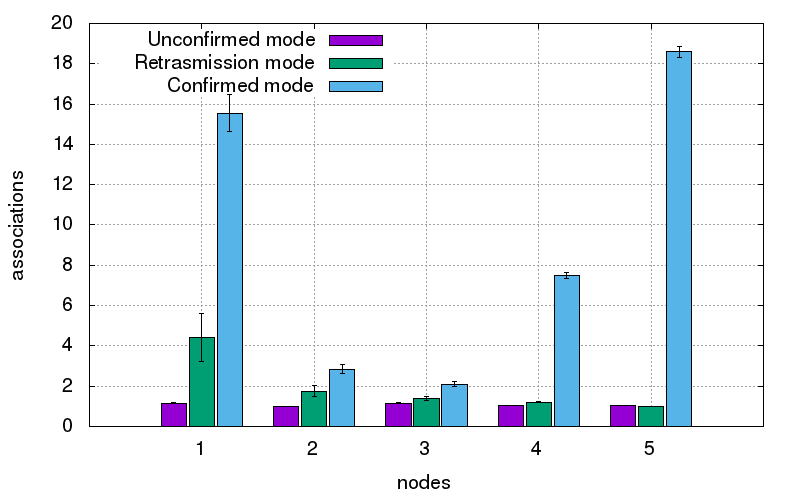 20
18
16
14
12
10
8
6
4
2
0
associations
Unconfirmed mode
Retrasmission mode
Confirmed mode
1 2 3 4 5
nodes